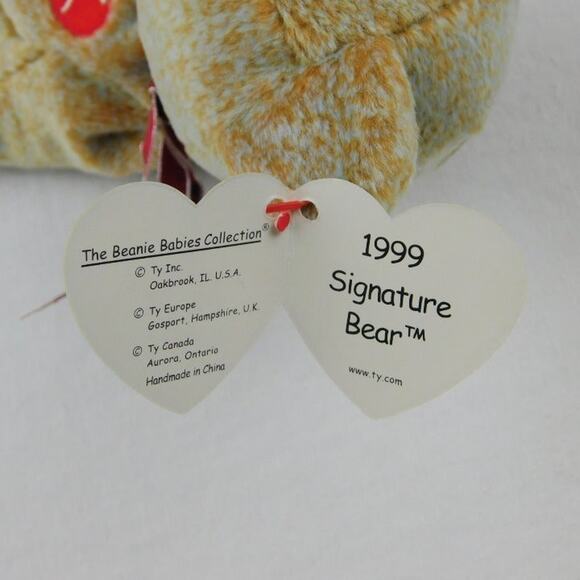 The Beanie Babies Collection®
© Ty Inc.
Oakbrook, IL. U.S.A.
© Ty Europe
Gosport, Hampshire, U.K.
© Ty Canada
Aurora, Ontario
Handmade in China
1999
Signature
Bear™
www.ty.com